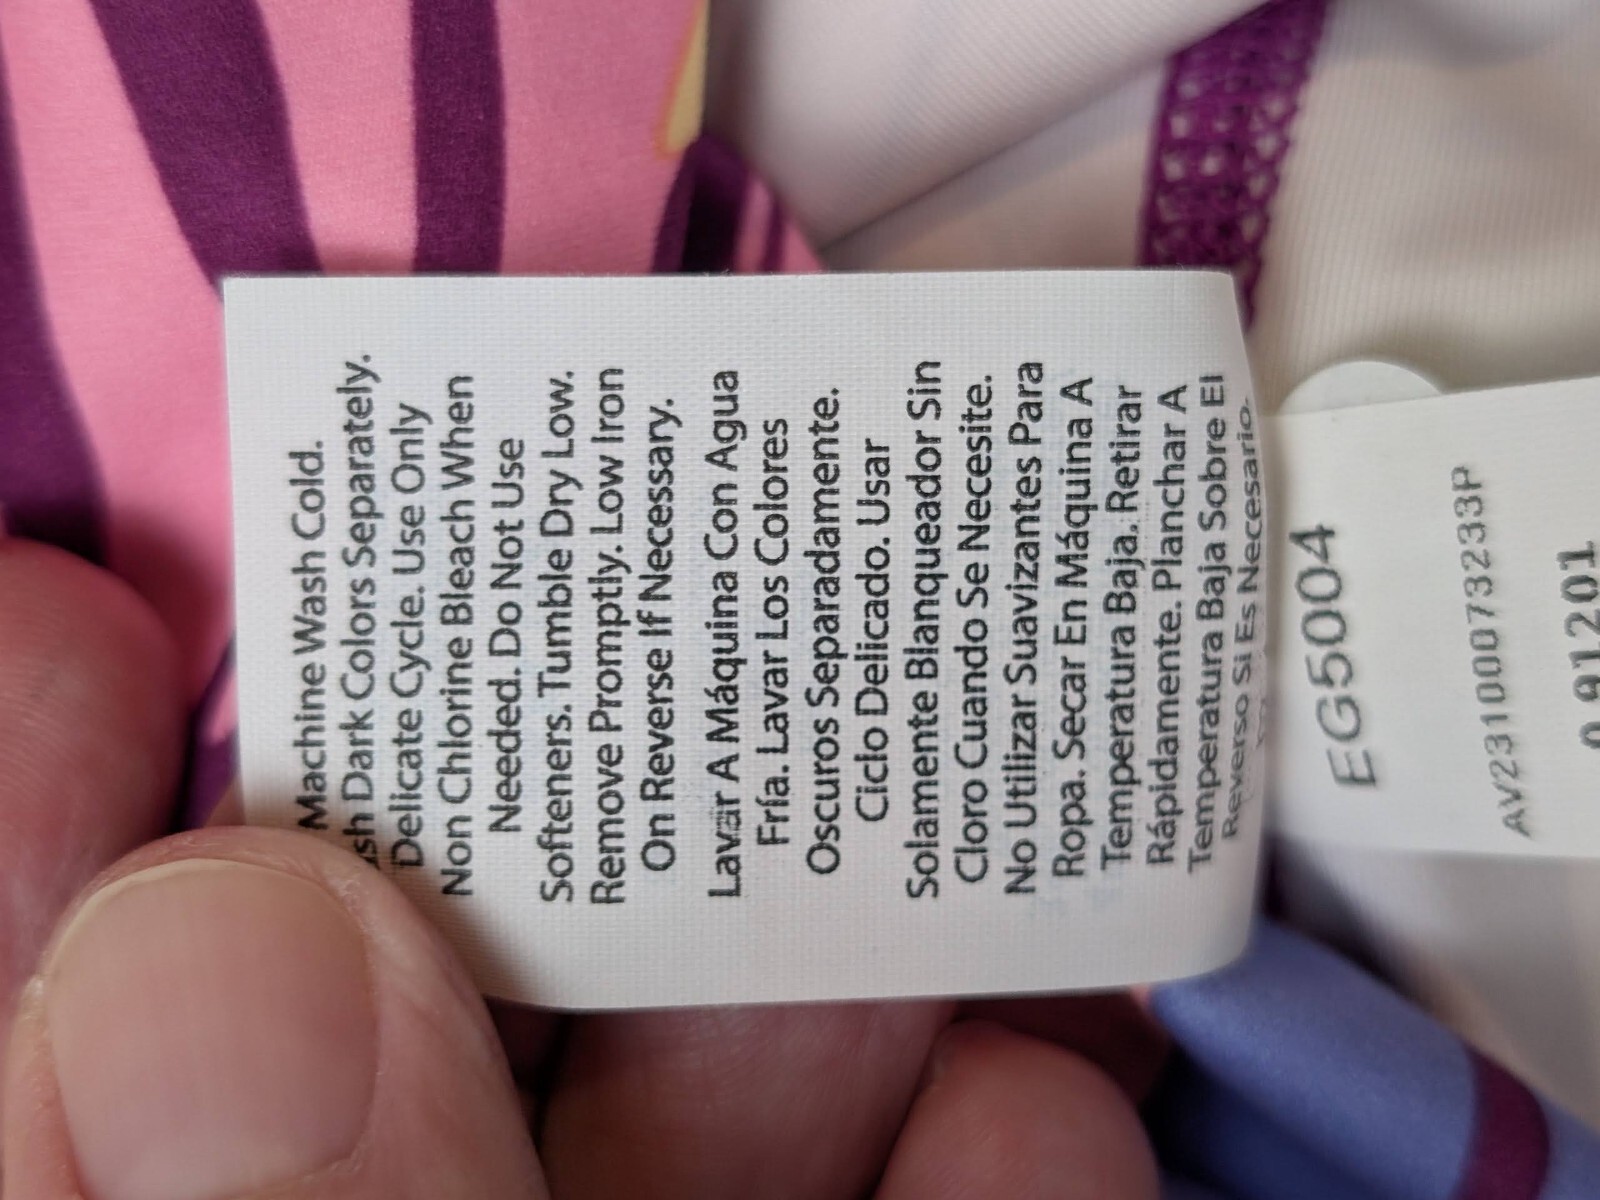 Machine Wash Cold.
Dark Colors Separately.
Delicate Cycle. Use Only
Non Chlorine Bleach When
Needed. Do Not Use
Softeners. Tumble Dry Low.
Remove Promptly. Low Iron
On Reverse If Necessary.
Lavar A Máquina Con Agua
Fría. Lavar Los Colores
Oscuros Separadamente.
Ciclo Delicado. Usar
Solamente Blanqueador Sin
Cloro Cuando Se Necesite.
No Utilizar Suavizantes Para
Ropa. Secar En Máquina A
Temperatura Baja. Retirar
Rápidamente. Planchar A
Temperatura Baja Sobre El
Reverso Si Es Necesario.
EG5004
AV23100073233P
0 91201